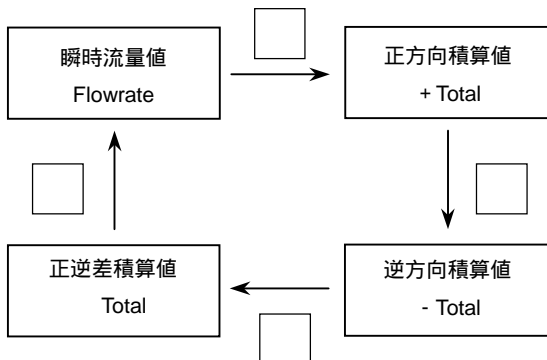 瞬時流量値
Flowrate
正方向積算値
+ Total
正逆差積算値
Total
逆方向積算値
- Total